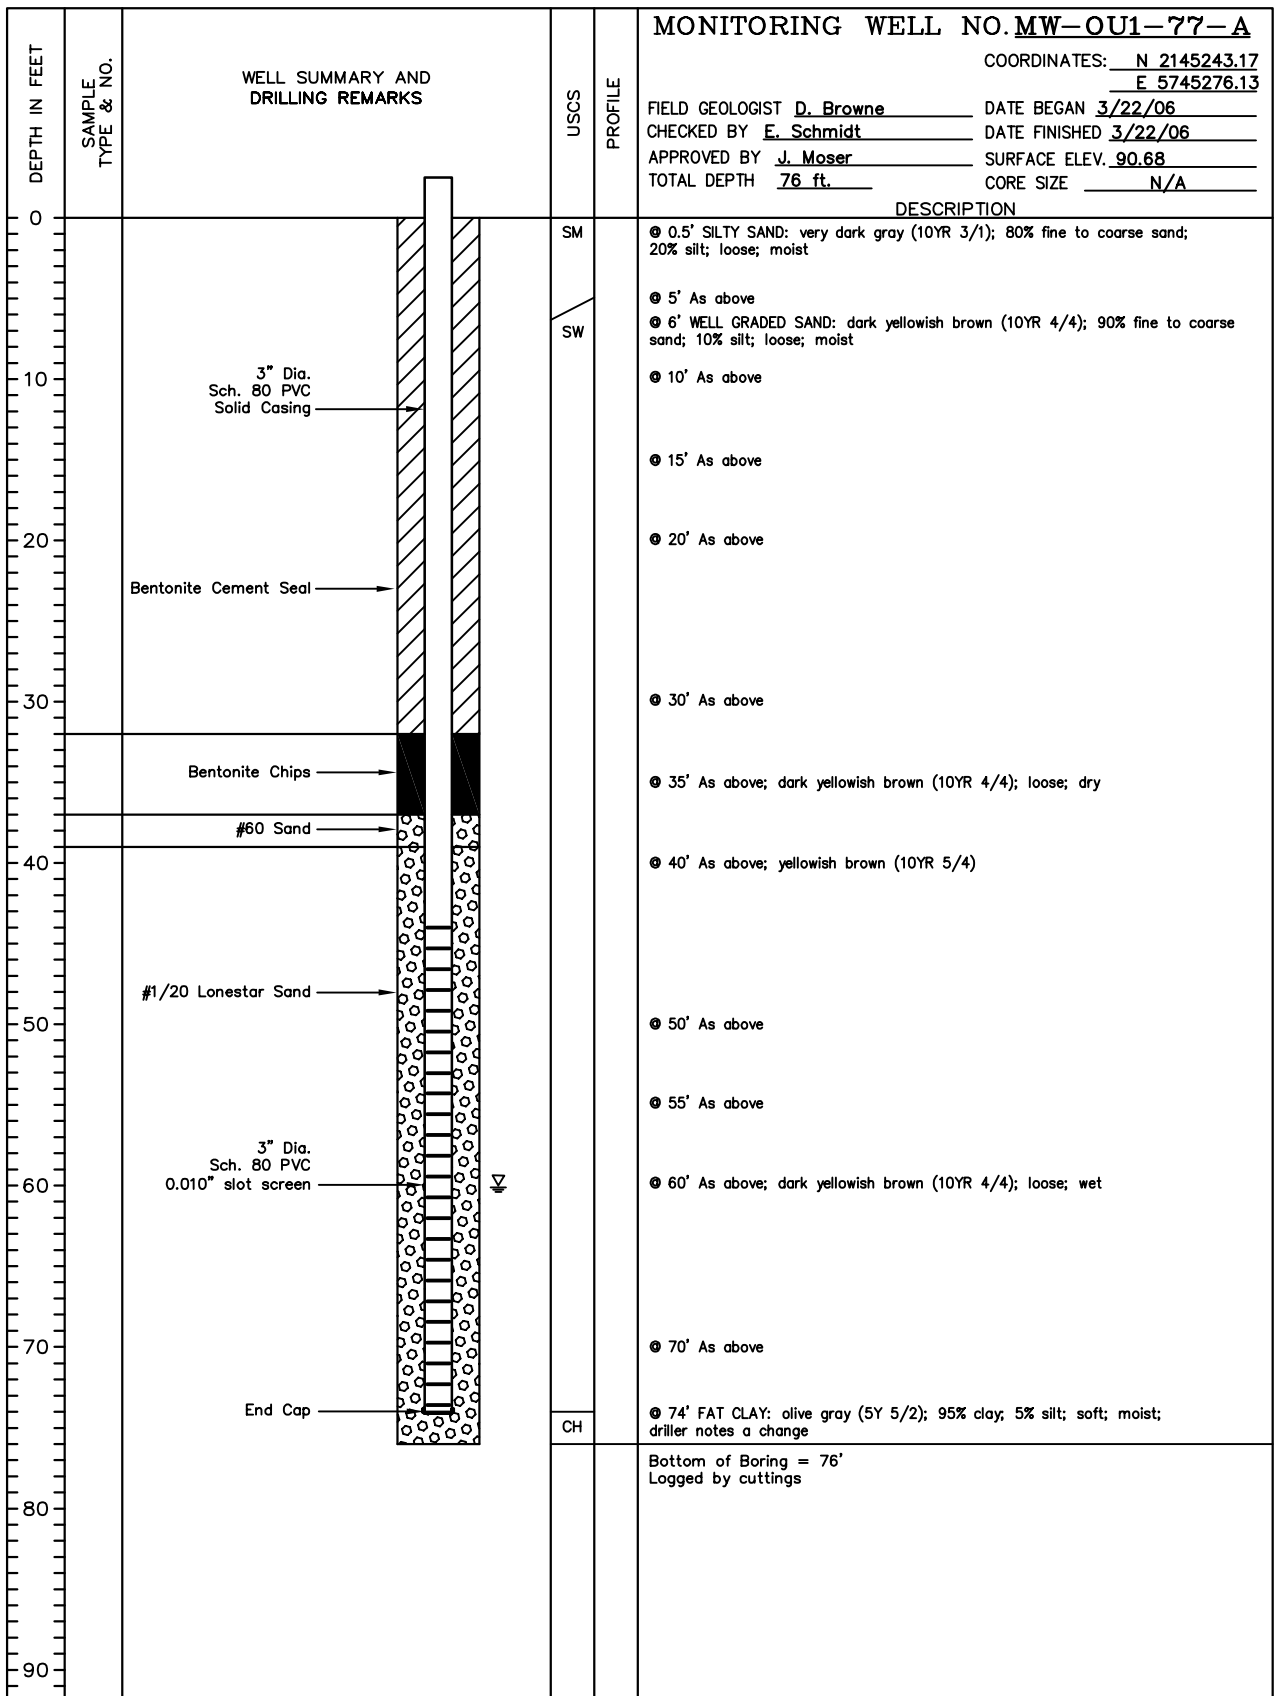 MONITORING WELL NO. MW-OU1-77-A
COORDINATES: N 2145243.17
E 5745276.13
FIELD GEOLOGIST D. Browne DATE BEGAN 3/22/06
CHECKED BY E. Schmidt DATE FINISHED 3/22/06
APPROVED BY J. Moser SURFACE ELEV. 90.68
TOTAL DEPTH 76 ft. CORE SIZE N/A
DEPTH IN FEET
SAMPLE
TYPE & NO.
WELL SUMMARY AND
DRILLING REMARKS
USCS
PROFILE
DESCRIPTION
0
SM
@ 0.5' SILTY SAND: very dark gray (10YR 3/1); 80% fine to coarse sand;
20% silt; loose; moist
@ 5' As above
SW
@ 6' WELL GRADED SAND: dark yellowish brown (10YR 4/4); 90% fine to coarse
sand; 10% silt; loose; moist
3" Dia.
Sch. 80 PVC
Solid Casing
10
@ 10' As above
@ 15' As above
20
@ 20' As above
Bentonite Cement Seal
30
@ 30' As above
Bentonite Chips
@ 35' As above; dark yellowish brown (10YR 4/4); loose; dry
#60 Sand
40
@ 40' As above; yellowish brown (10YR 5/4)
#1/20 Lonestar Sand
50
@ 50' As above
@ 55' As above
3" Dia.
Sch. 80 PVC
0.010" slot screen
60
@ 60' As above; dark yellowish brown (10YR 4/4); loose; wet
70
@ 70' As above
End Cap
CH
@ 74' FAT CLAY: olive gray (5Y 5/2); 95% clay; 5% silt; soft; moist;
driller notes a change
Bottom of Boring = 76'
Logged by cuttings
80
90